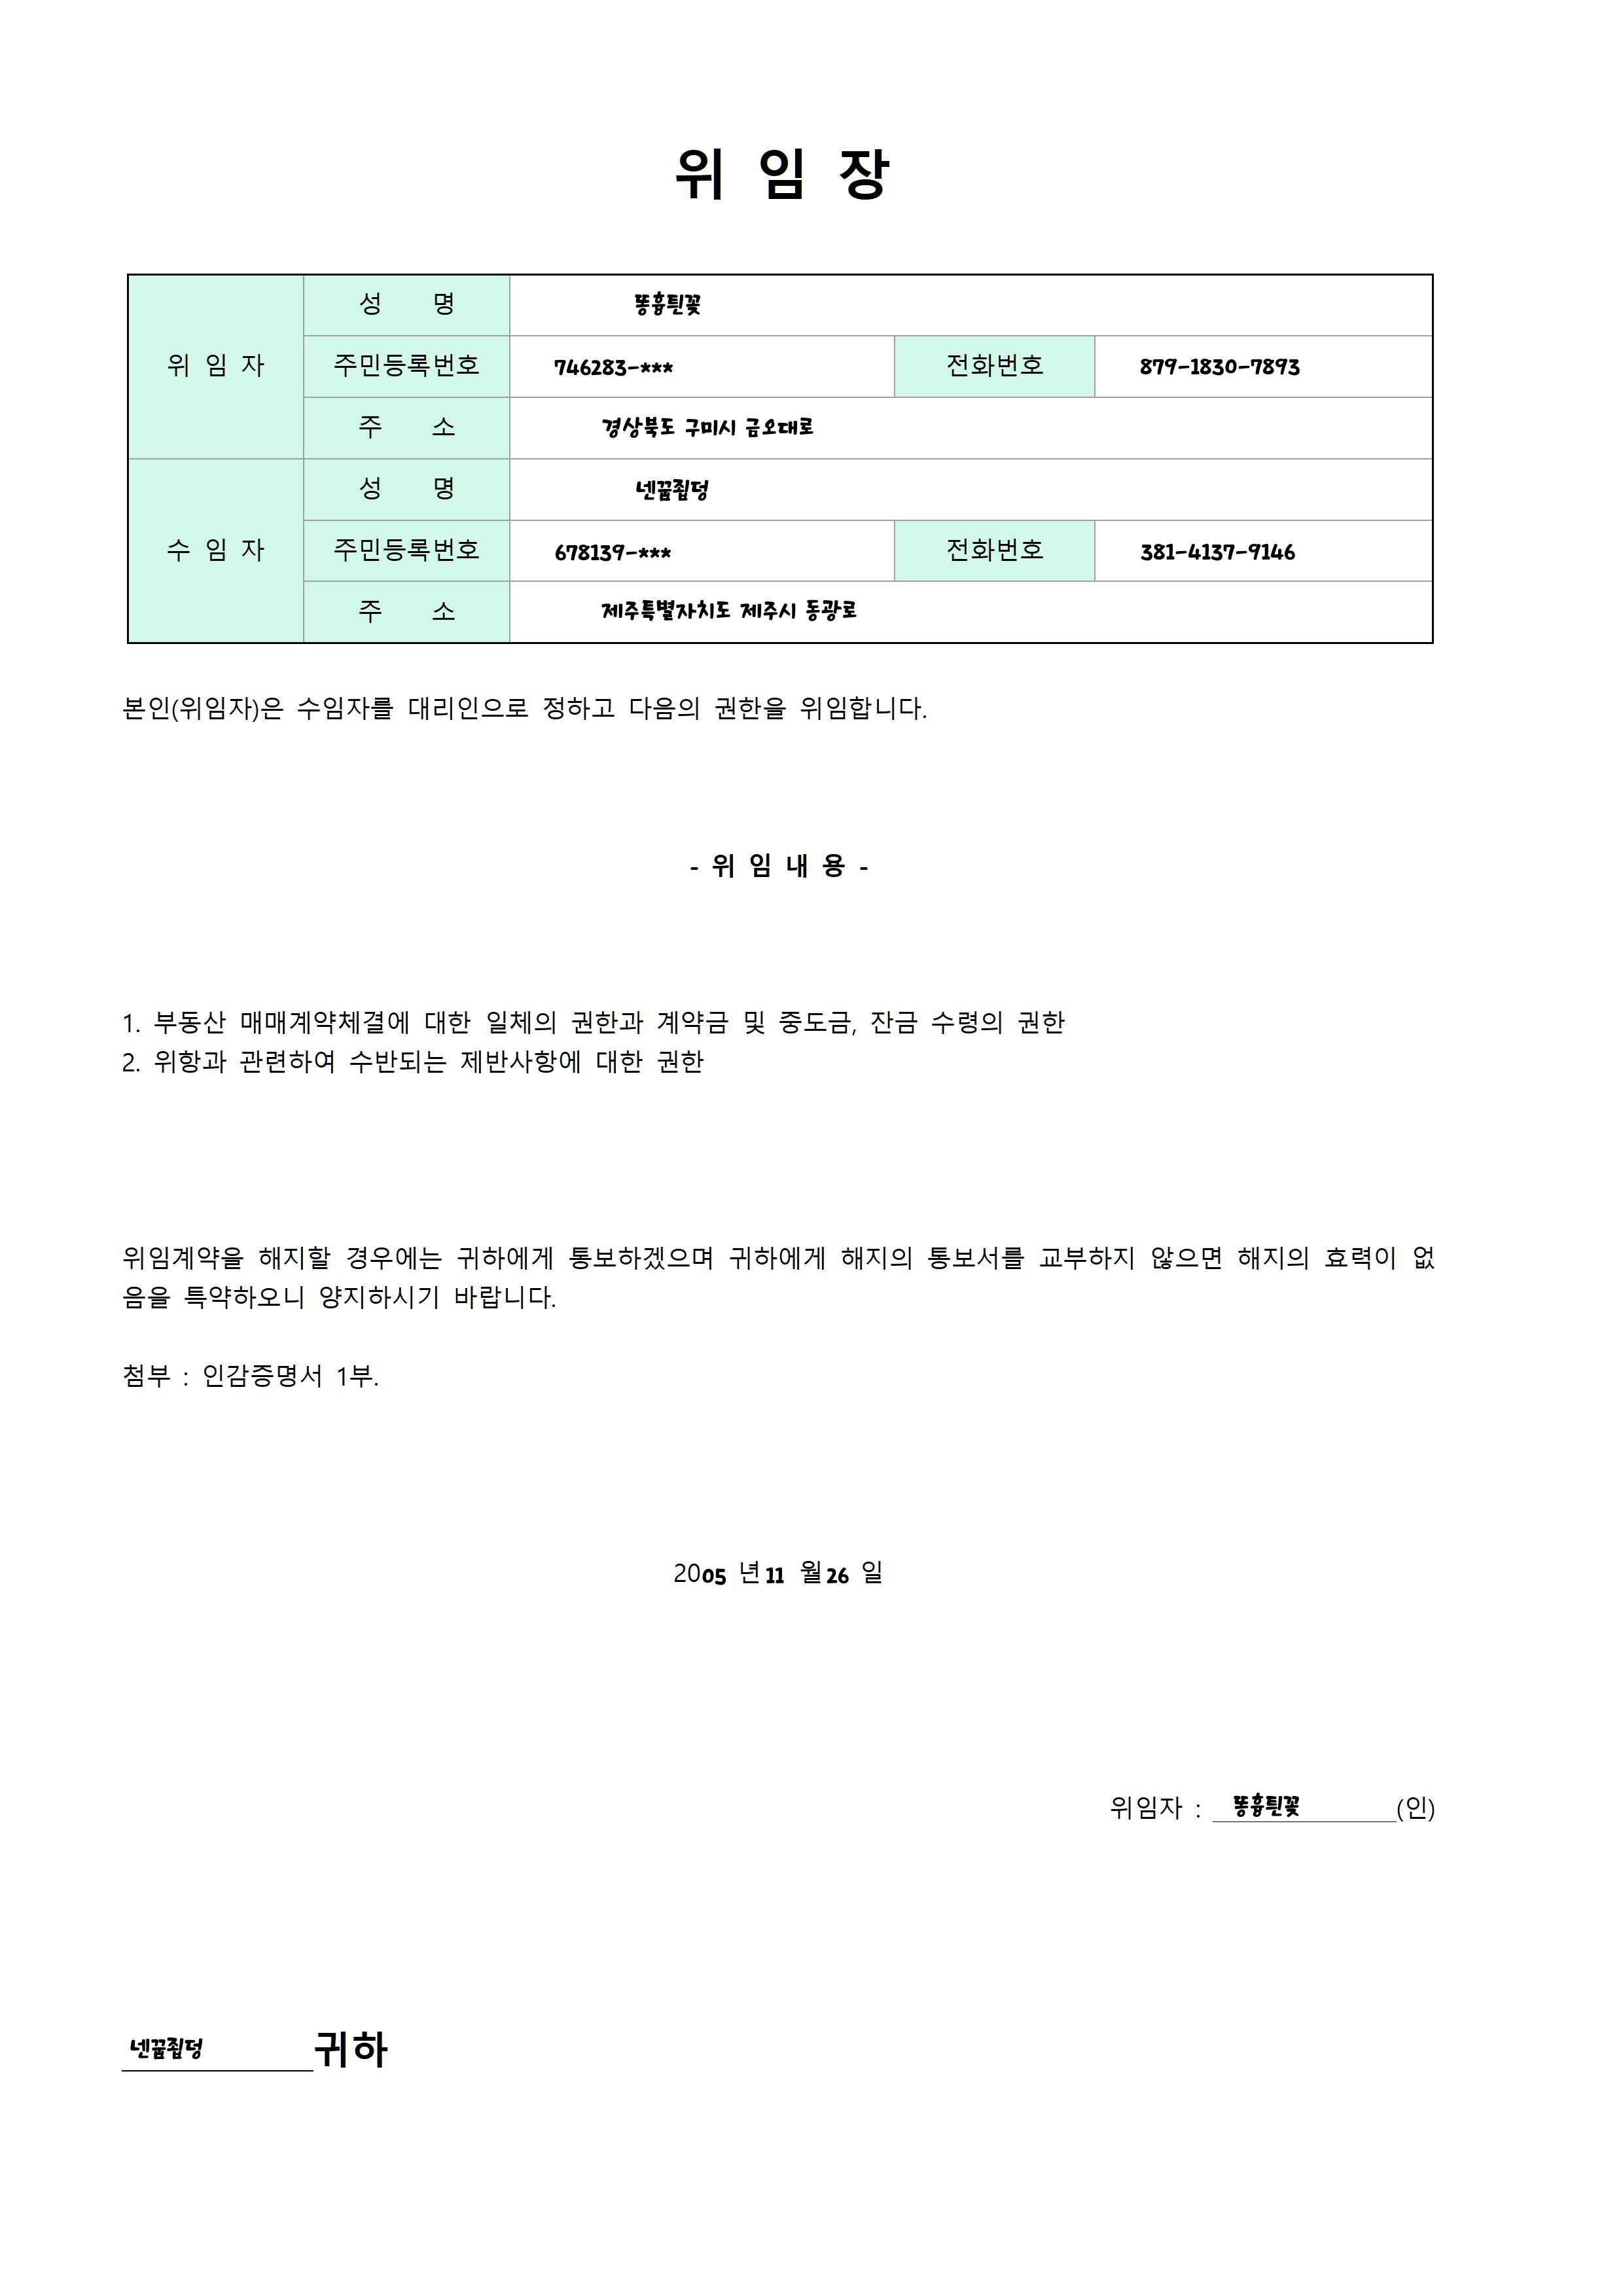 위 임 장
위 임 자
성 명 똥흉튄꽃
주민등록번호 746283-*** 전화번호 879-1830-7893
주 소 경상북도 구미시 금오대로
수 임 자
성 명 넨꿈죕덩
주민등록번호 678139-*** 전화번호 381-4137-9146
주 소 제주특별자치도 제주시 동광로
본인(위임자)은 수임자를 대리인으로 정하고 다음의 권한을 위임합니다.
- 위 임 내 용 -
1. 부동산 매매계약체결에 대한 일체의 권한과 계약금 및 중도금, 잔금 수령의 권한
2. 위항과 관련하여 수반되는 제반사항에 대한 권한
위임계약을 해지할 경우에는 귀하에게 통보하겠으며 귀하에게 해지의 통보서를 교부하지 않으면 해지의 효력이 없
음을 특약하오니 양지하시기 바랍니다.
첨부 : 인감증명서 1부.
2005 년 11 월 26 일
위임자 : 똥흉튄꽃 (인)
넨꿈죕덩 귀하